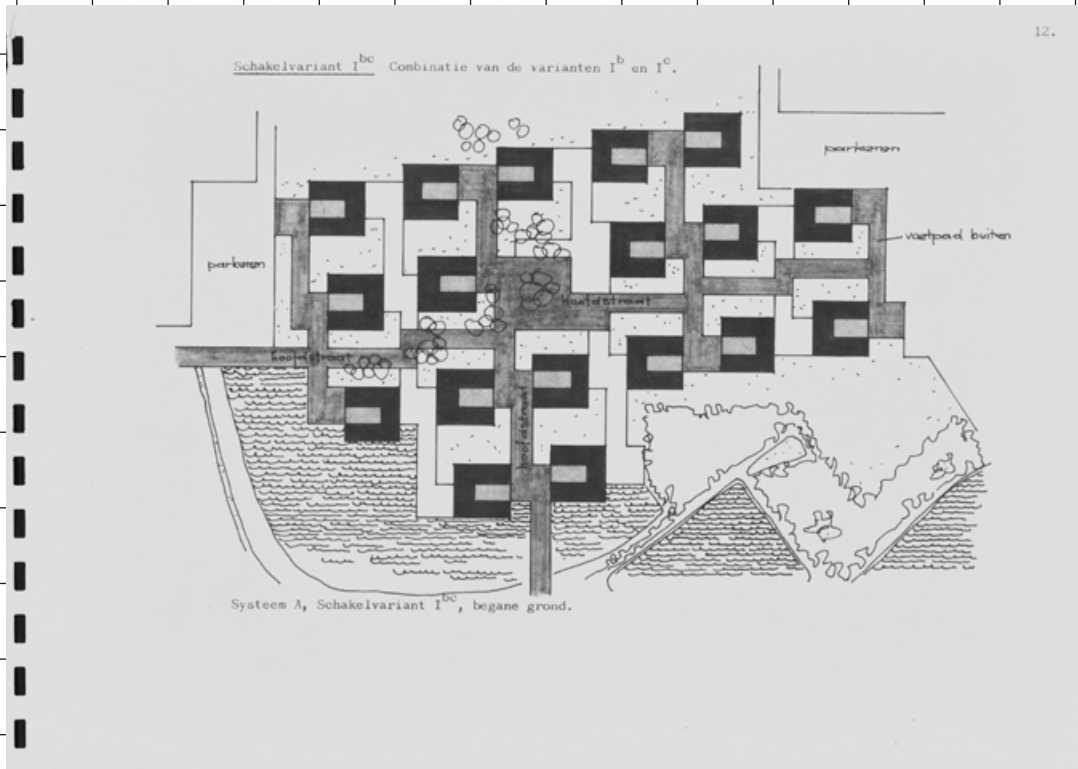 12.
Schakelvariant I^bc Combinatie van de varianten I^b en I^c.
parkeren
parkeren
voetpad buiten
hoofdstraat
hoofdstraat
hoofdstraat
Systeem A, Schakelvariant I^bc, begane grond.